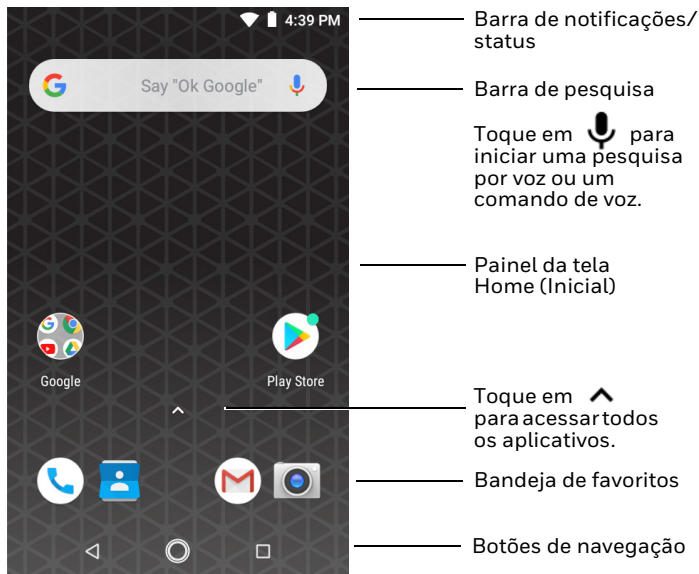 4:39 PM
Barra de notificações/
status
Say "Ok Google"
Barra de pesquisa
Toque em para
iniciar uma pesquisa
por voz ou um
comando de voz.
Painel da tela
Home (Inicial)
Google
Play Store
Toque em
para acessar todos
os aplicativos.
Bandeja de favoritos
Botões de navegação